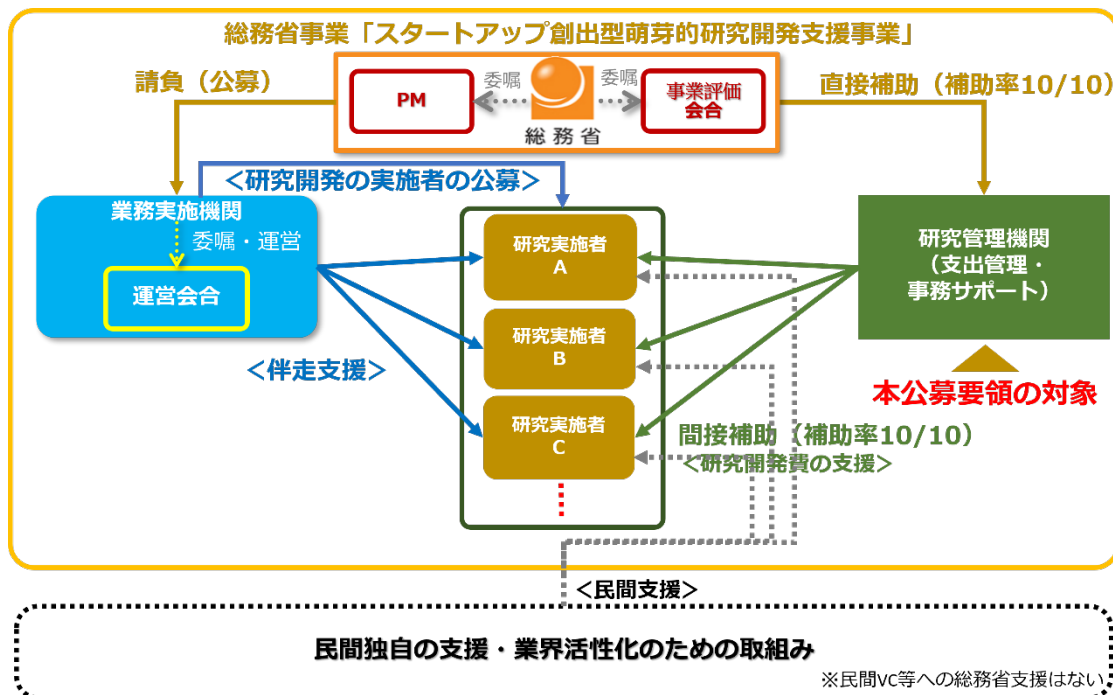 総務省事業「スタートアップ創出型萌芽的研究開発支援事業」
請負（公募）
PM
委嘱
委嘱
総務省
事業評価
会合
直接補助（補助率10/10）
＜研究開発の実施者の公募＞
業務実施機関
委嘱・運営
運営会合
研究実施者
A
研究実施者
B
研究実施者
C
研究管理機関
（支出管理・
事務サポート）
＜伴走支援＞
本公募要領の対象
間接補助（補助率10/10）
＜研究開発費の支援＞
＜民間支援＞
民間独自の支援・業界活性化のための取組み
※民間VC等への総務省支援はない